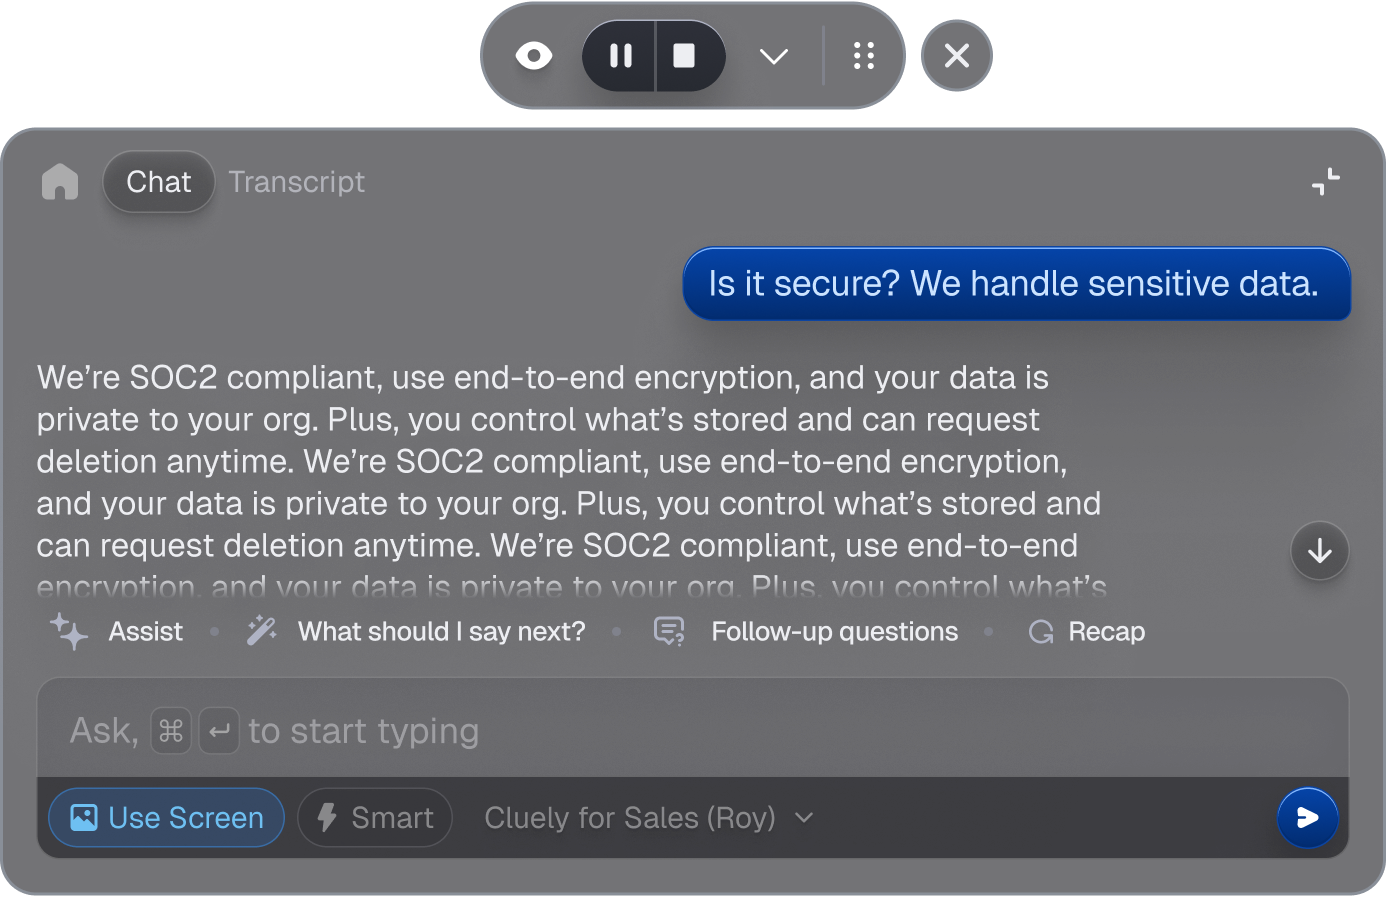 Chat Transcript
Is it secure? We handle sensitive data.
We’re SOC2 compliant, use end-to-end encryption, and your data is
private to your org. Plus, you control what’s stored and can request
deletion anytime. We’re SOC2 compliant, use end-to-end encryption,
and your data is private to your org. Plus, you control what’s stored and
can request deletion anytime. We’re SOC2 compliant, use end-to-end
encryption, and your data is private to your org. Plus, you control what’s
Assist • What should I say next? • Follow-up questions • Recap
Ask, ⌘ ↵ to start typing
Use Screen Smart Cluely for Sales (Roy)